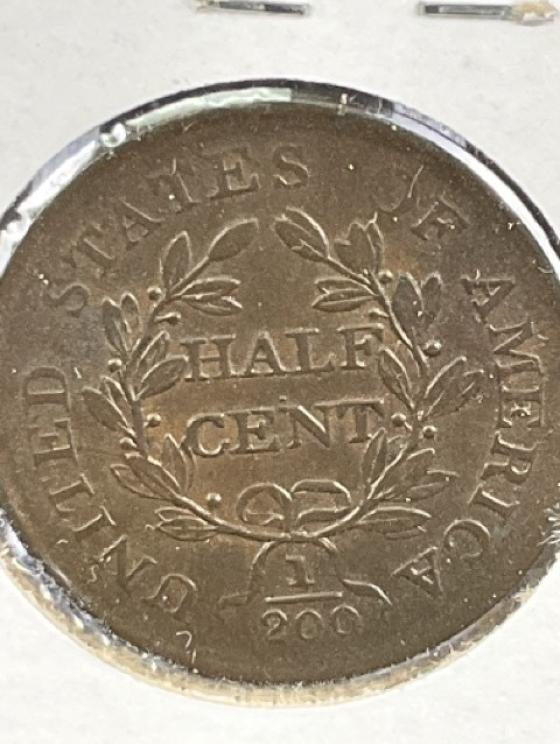 UNITED STATES OF AMERICA
HALF
CENT
1
200